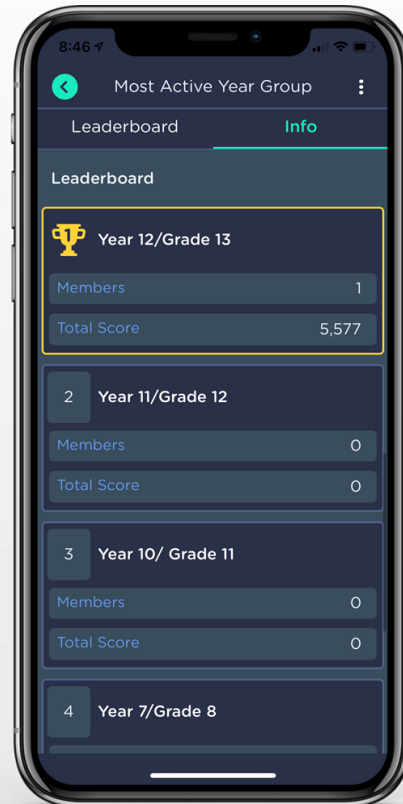 8:46
Most Active Year Group
Leaderboard Info
Leaderboard
1 Year 12/Grade 13
Members 1
Total Score 5,577
2 Year 11/Grade 12
Members 0
Total Score 0
3 Year 10/ Grade 11
Members 0
Total Score 0
4 Year 7/Grade 8